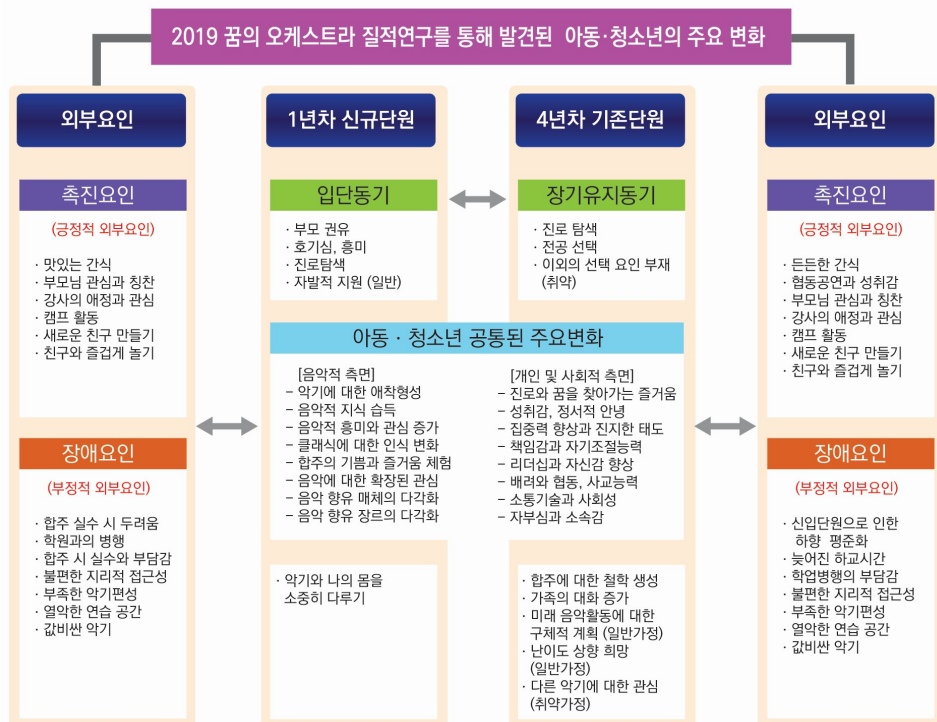 2019 꿈의 오케스트라 질적연구를 통해 발견된 아동·청소년의 주요 변화
외부요인
촉진요인
(긍정적 외부요인)
· 맛있는 간식
· 부모님 관심과 칭찬
· 강사의 애정과 관심
· 캠프 활동
· 새로운 친구 만들기
· 친구와 즐겁게 놀기
장애요인
(부정적 외부요인)
· 합주 실수 시 두려움
· 학원과의 병행
· 합주 시 실수와 부담감
· 불편한 지리적 접근성
· 부족한 악기편성
· 열악한 연습 공간
· 값비싼 악기
1년차 신규단원
입단동기
· 부모 권유
· 호기심, 흥미
· 진로탐색
· 자발적 지원 (일반)
4년차 기존단원
장기유지동기
· 진로 탐색
· 전공 선택
· 이외의 선택 요인 부재
(취약)
아동 · 청소년 공통된 주요변화
[음악적 측면]
– 악기에 대한 애착형성
– 음악적 지식 습득
– 음악적 흥미와 관심 증가
– 클래식에 대한 인식 변화
– 합주의 기쁨과 즐거움 체험
– 음악에 대한 확장된 관심
– 음악 향유 매체의 다각화
– 음악 향유 장르의 다각화
[개인 및 사회적 측면]
– 진로와 꿈을 찾아가는 즐거움
– 성취감, 정서적 안녕
– 집중력 향상과 진지한 태도
– 책임감과 자기조절능력
– 리더십과 자신감 향상
– 배려와 협동, 사교능력
– 소통기술과 사회성
– 자부심과 소속감
· 악기와 나의 몸을
소중히 다루기
· 합주에 대한 철학 생성
· 가족의 대화 증가
· 미래 음악활동에 대한
구체적 계획 (일반가정)
· 난이도 상향 희망
(일반가정)
· 다른 악기에 대한 관심
(취약가정)
외부요인
촉진요인
(긍정적 외부요인)
· 든든한 간식
· 협동공연과 성취감
· 부모님 관심과 칭찬
· 강사의 애정과 관심
· 캠프 활동
· 새로운 친구 만들기
· 친구와 즐겁게 놀기
장애요인
(부정적 외부요인)
· 신입단원으로 인한
하향 평준화
· 늦어진 하교시간
· 학업병행의 부담감
· 불편한 지리적 접근성
· 부족한 악기편성
· 열악한 연습 공간
· 값비싼 악기